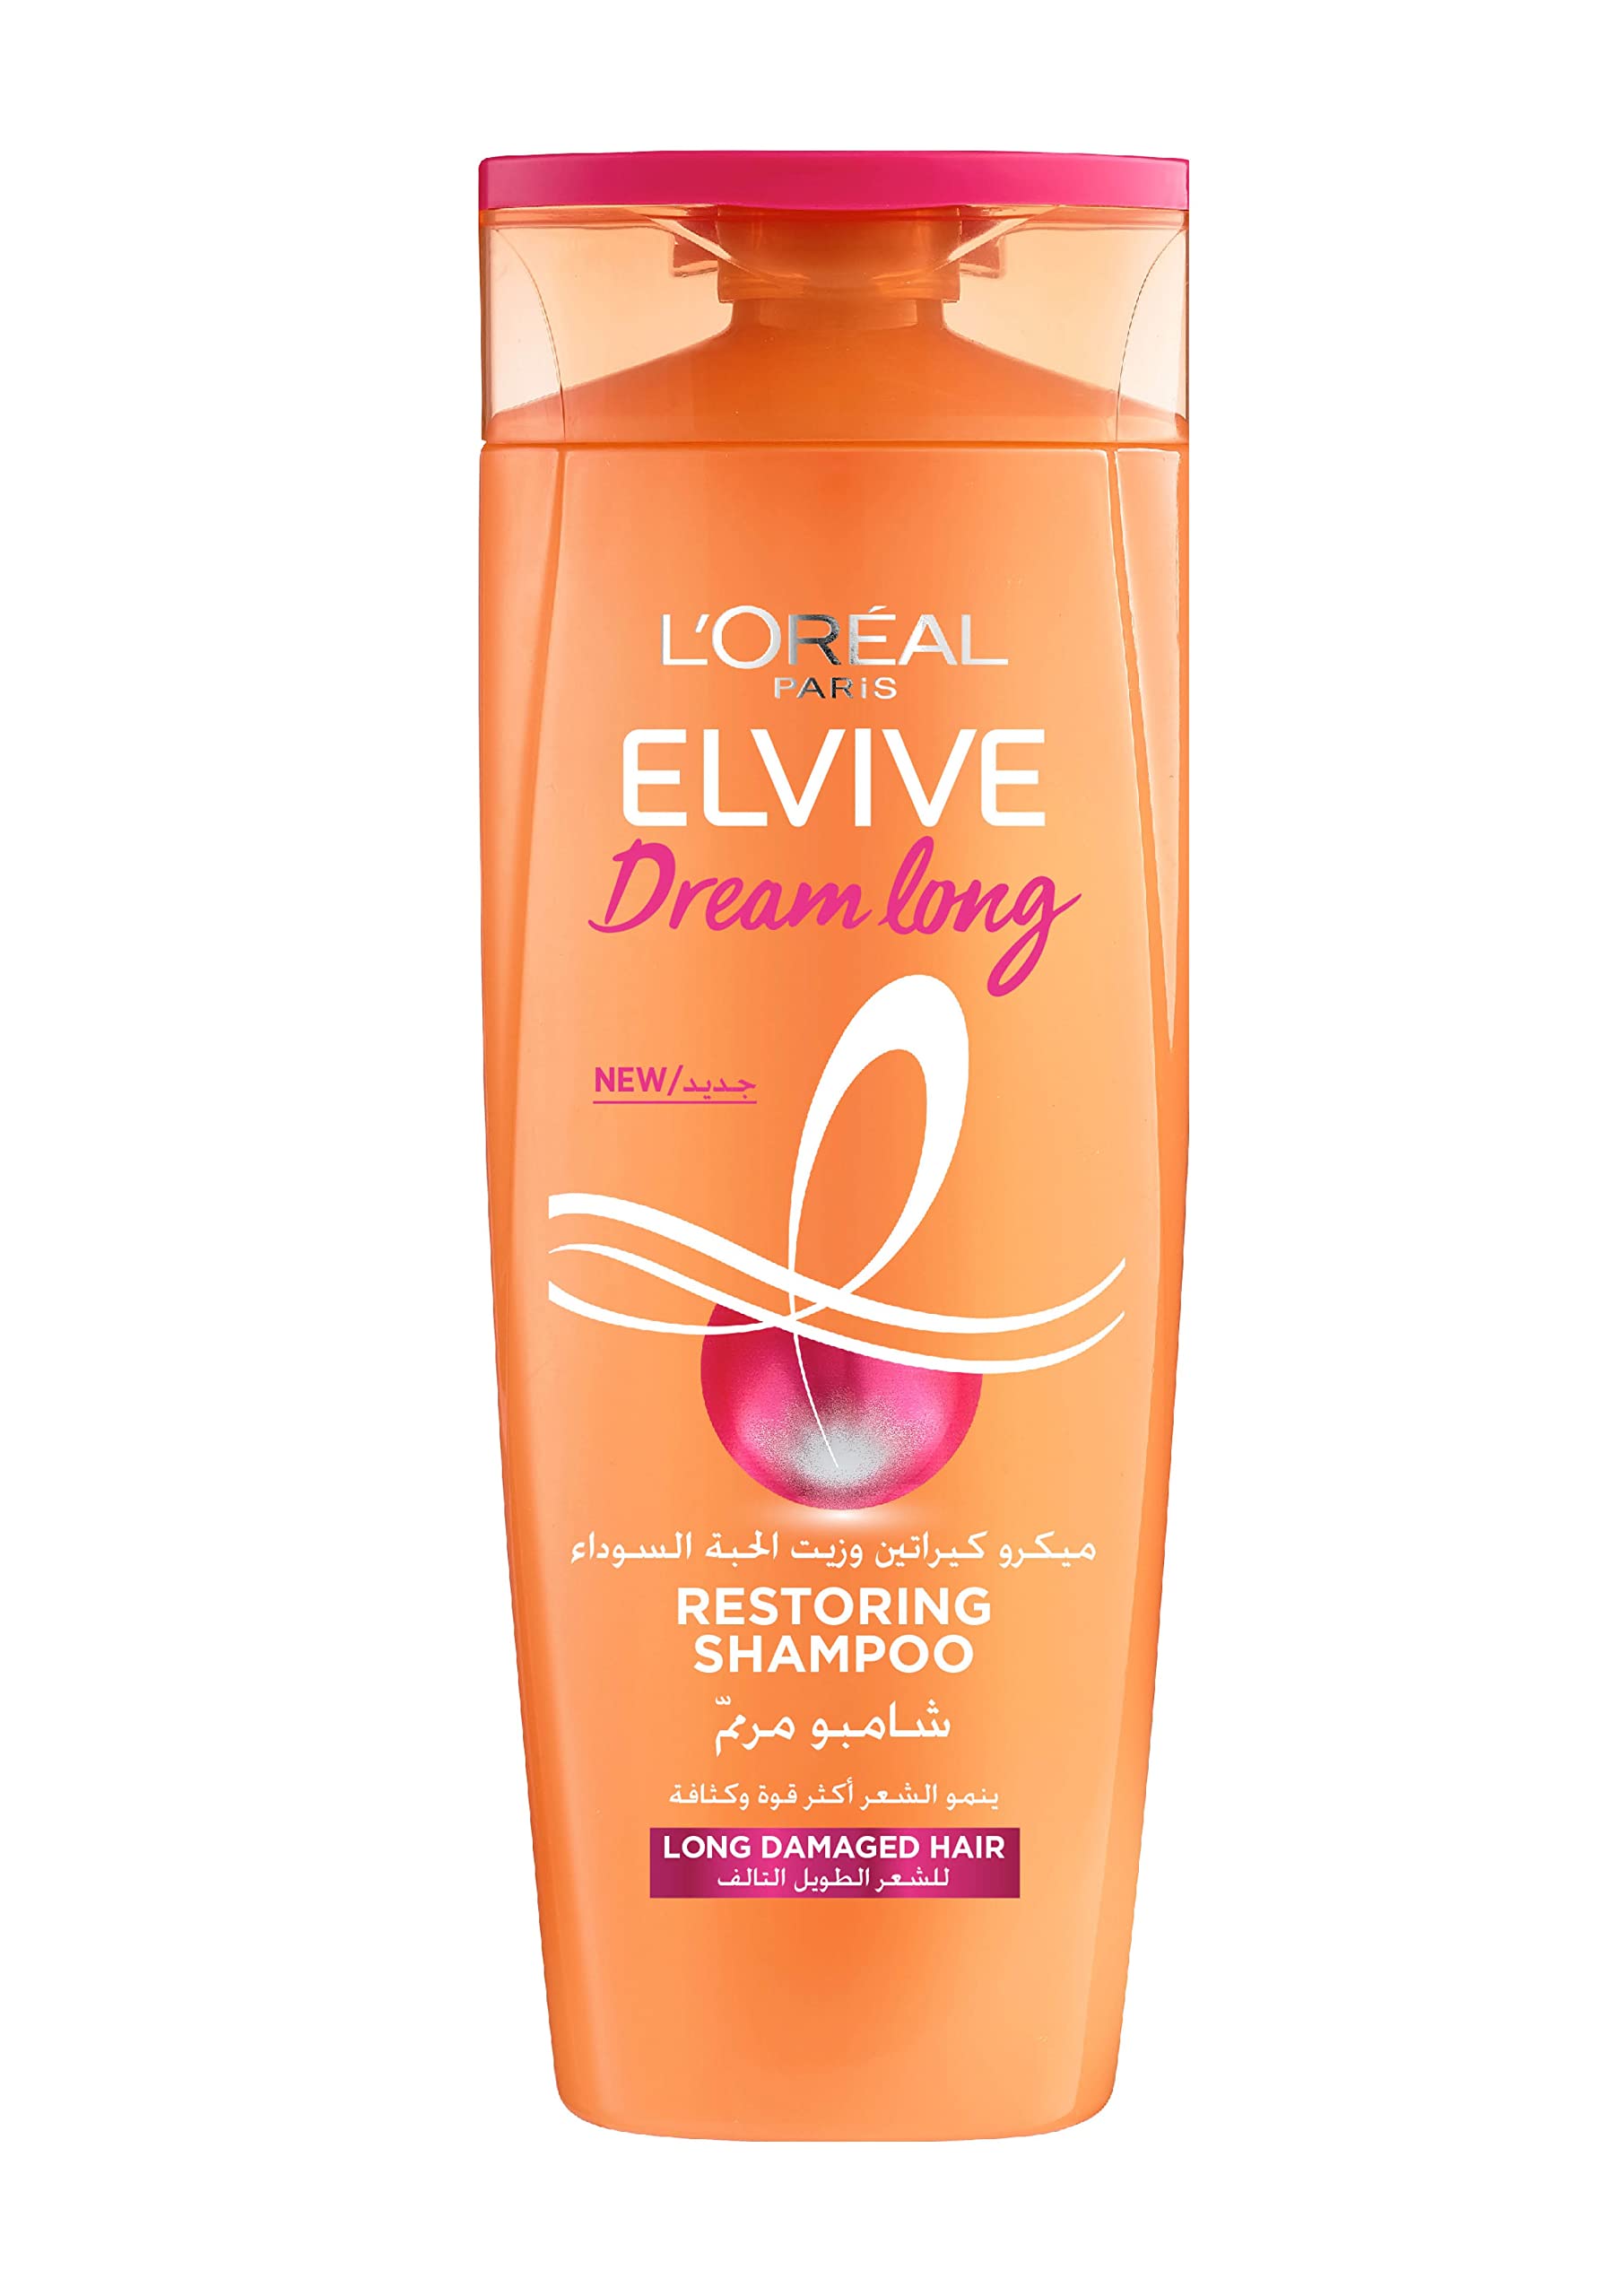 L'ORÉAL
PARiS
ELVIVE
Dream long
NEW/جديد
ميكرو كيراتين وزيت الحبة السوداء
RESTORING
SHAMPOO
شامبو مرممّ
ينمو الشعر أكثر قوة وكثافة
LONG DAMAGED HAIR
للشعر الطويل التالف